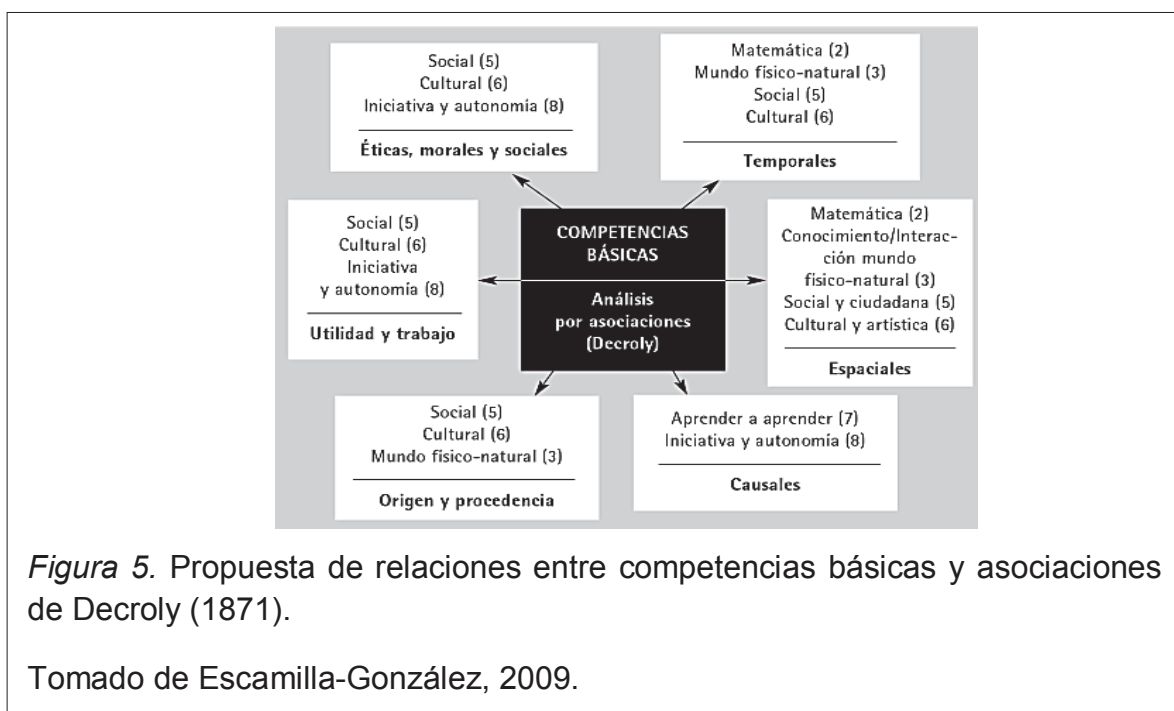 Social (5)
Cultural (6)
Iniciativa y autonomía (8)
Éticas, morales y sociales
Matemática (2)
Mundo físico-natural (3)
Social (5)
Cultural (6)
Temporales
Social (5)
Cultural (6)
Iniciativa
y autonomía (8)
Utilidad y trabajo
COMPETENCIAS
BÁSICAS
Análisis
por asociaciones
(Decroly)
Matemática (2)
Conocimiento/Interac-
ción mundo
físico-natural (3)
Social y ciudadana (5)
Cultural y artística (6)
Espaciales
Social (5)
Cultural (6)
Mundo físico-natural (3)
Origen y procedencia
Aprender a aprender (7)
Iniciativa y autonomía (8)
Causales
Figura 5. Propuesta de relaciones entre competencias básicas y asociaciones
de Decroly (1871).
Tomado de Escamilla-González, 2009.